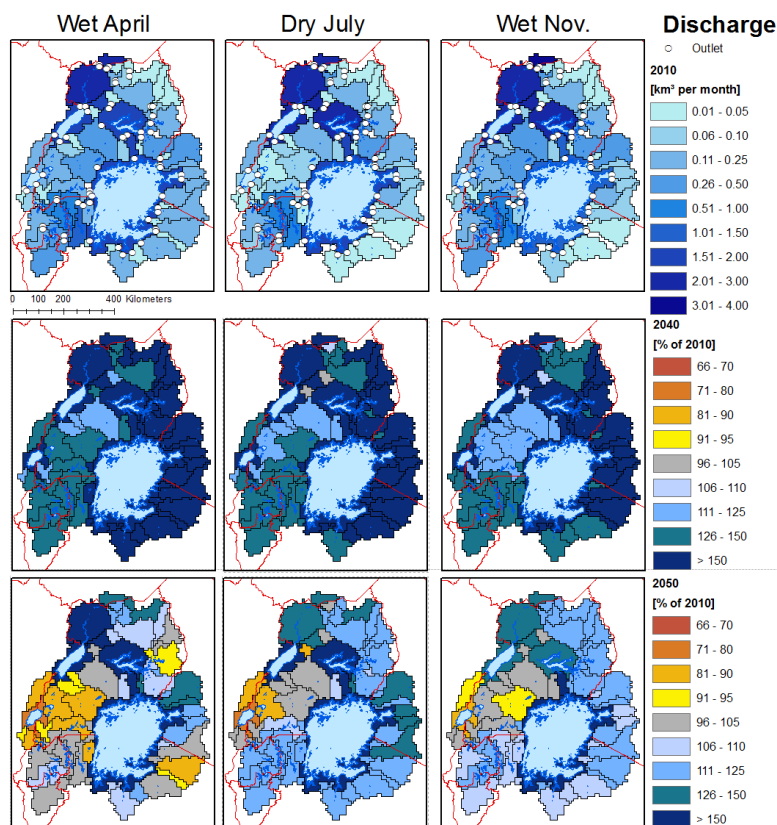 Wet April Dry July Wet Nov. Discharge
Outlet
2010
[km³ per month]
0.01 - 0.05
0.06 - 0.10
0.11 - 0.25
0.26 - 0.50
0.51 - 1.00
1.01 - 1.50
1.51 - 2.00
2.01 - 3.00
3.01 - 4.00
0 100 200 400 Kilometers
2040
[% of 2010]
66 - 70
71 - 80
81 - 90
91 - 95
96 - 105
106 - 110
111 - 125
126 - 150
> 150
2050
[% of 2010]
66 - 70
71 - 80
81 - 90
91 - 95
96 - 105
106 - 110
111 - 125
126 - 150
> 150